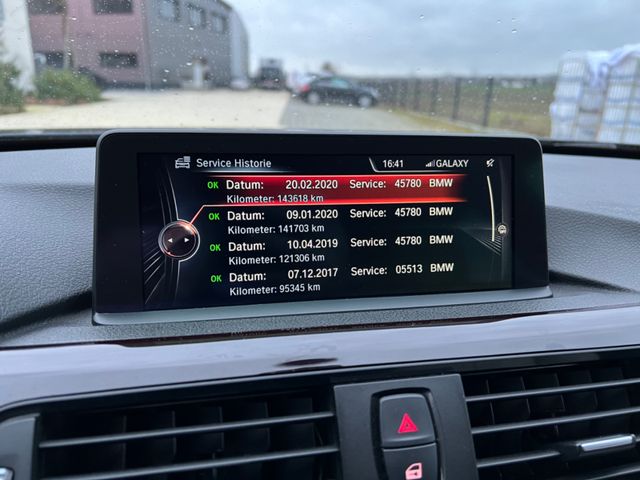 Service Historie 16:41 GALAXY
OK Datum: 20.02.2020 Service: 45780 BMW
Kilometer: 143618 km
OK Datum: 09.01.2020 Service: 45780 BMW
Kilometer: 141703 km
OK Datum: 10.04.2019 Service: 45780 BMW
Kilometer: 121306 km
OK Datum: 07.12.2017 Service: 05513 BMW
Kilometer: 95345 km